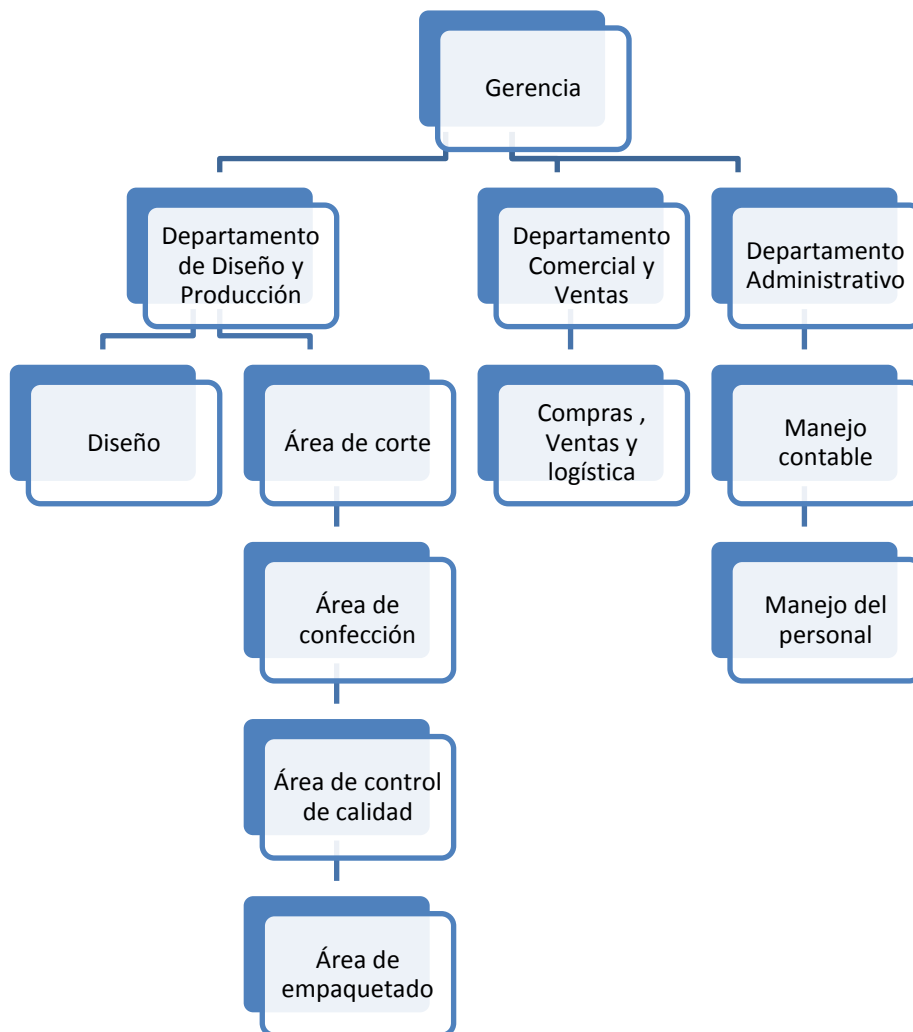 Gerencia
Departamento
de Diseño y
Producción
Departamento
Comercial y
Ventas
Departamento
Administrativo
Diseño
Área de corte
Compras ,
Ventas y
logística
Manejo
contable
Área de
confección
Manejo del
personal
Área de control
de calidad
Área de
empaquetado